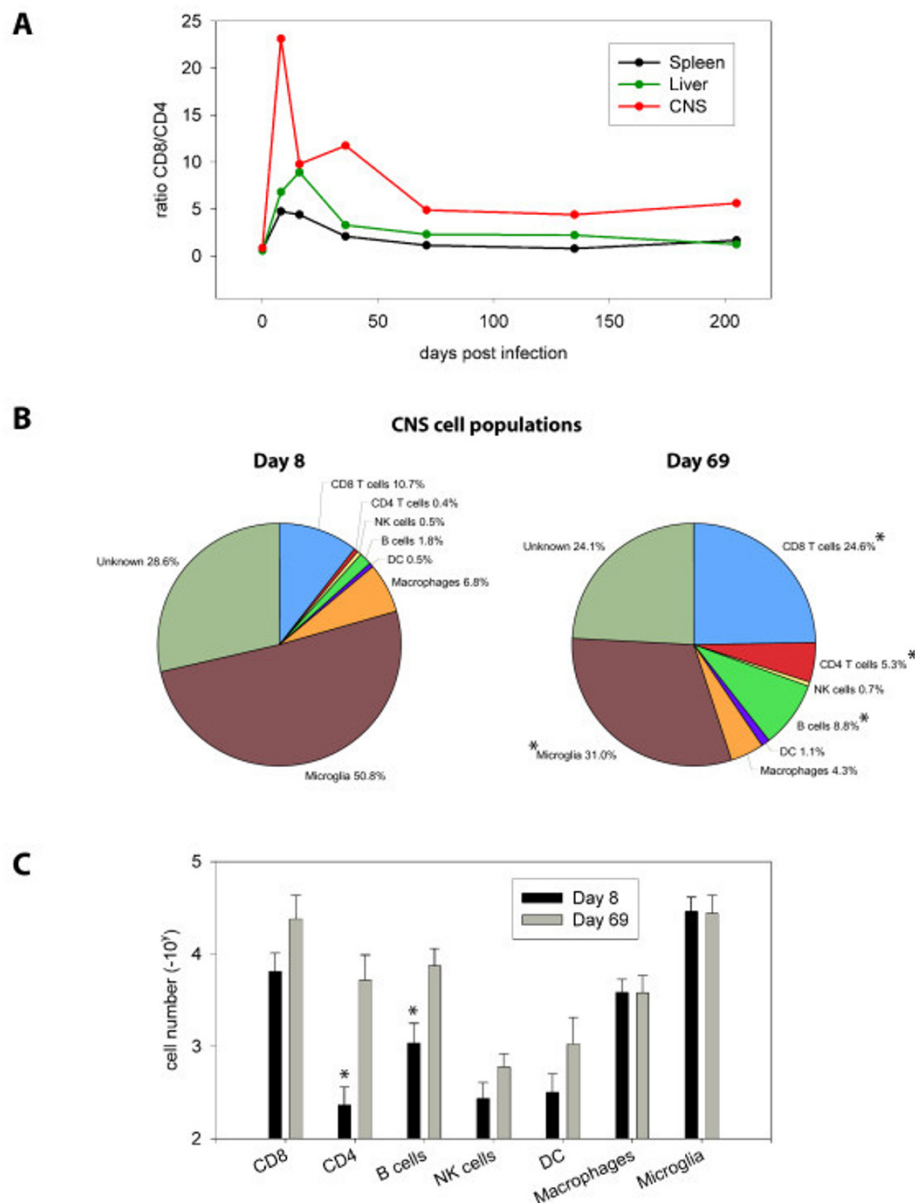 A
25
20
15
10
5
0
ratio CD8/CD4
Spleen
Liver
CNS
0 50 100 150 200
days post infection
B
CNS cell populations
Day 8
CD8 T cells 10.7%
CD4 T cells 0.4%
NK cells 0.5%
B cells 1.8%
DC 0.5%
Macrophages 6.8%
Unknown 28.6%
Microglia 50.8%
Day 69
Unknown 24.1%
CD8 T cells 24.6% *
CD4 T cells 5.3% *
NK cells 0.7%
B cells 8.8% *
DC 1.1%
Macrophages 4.3%
* Microglia 31.0%
C
5
4
3
2
cell number (-10ʸ)
Day 8
Day 69
*
*
CD8 CD4 B cells NK cells DC Macrophages Microglia